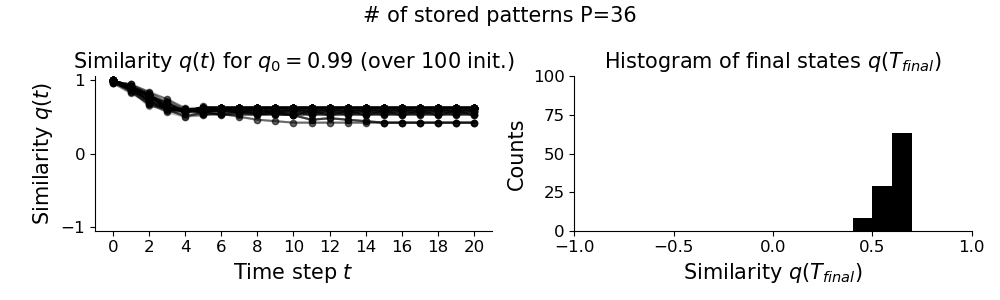 # of stored patterns P=36
Similarity q(t) for q₀ = 0.99 (over 100 init.)
1
0
−1
Similarity q(t)
0 2 4 6 8 10 12 14 16 18 20
Time step t
Histogram of final states q(T_final)
100
75
50
25
0
Counts
−1.0 −0.5 0.0 0.5 1.0
Similarity q(T_final)